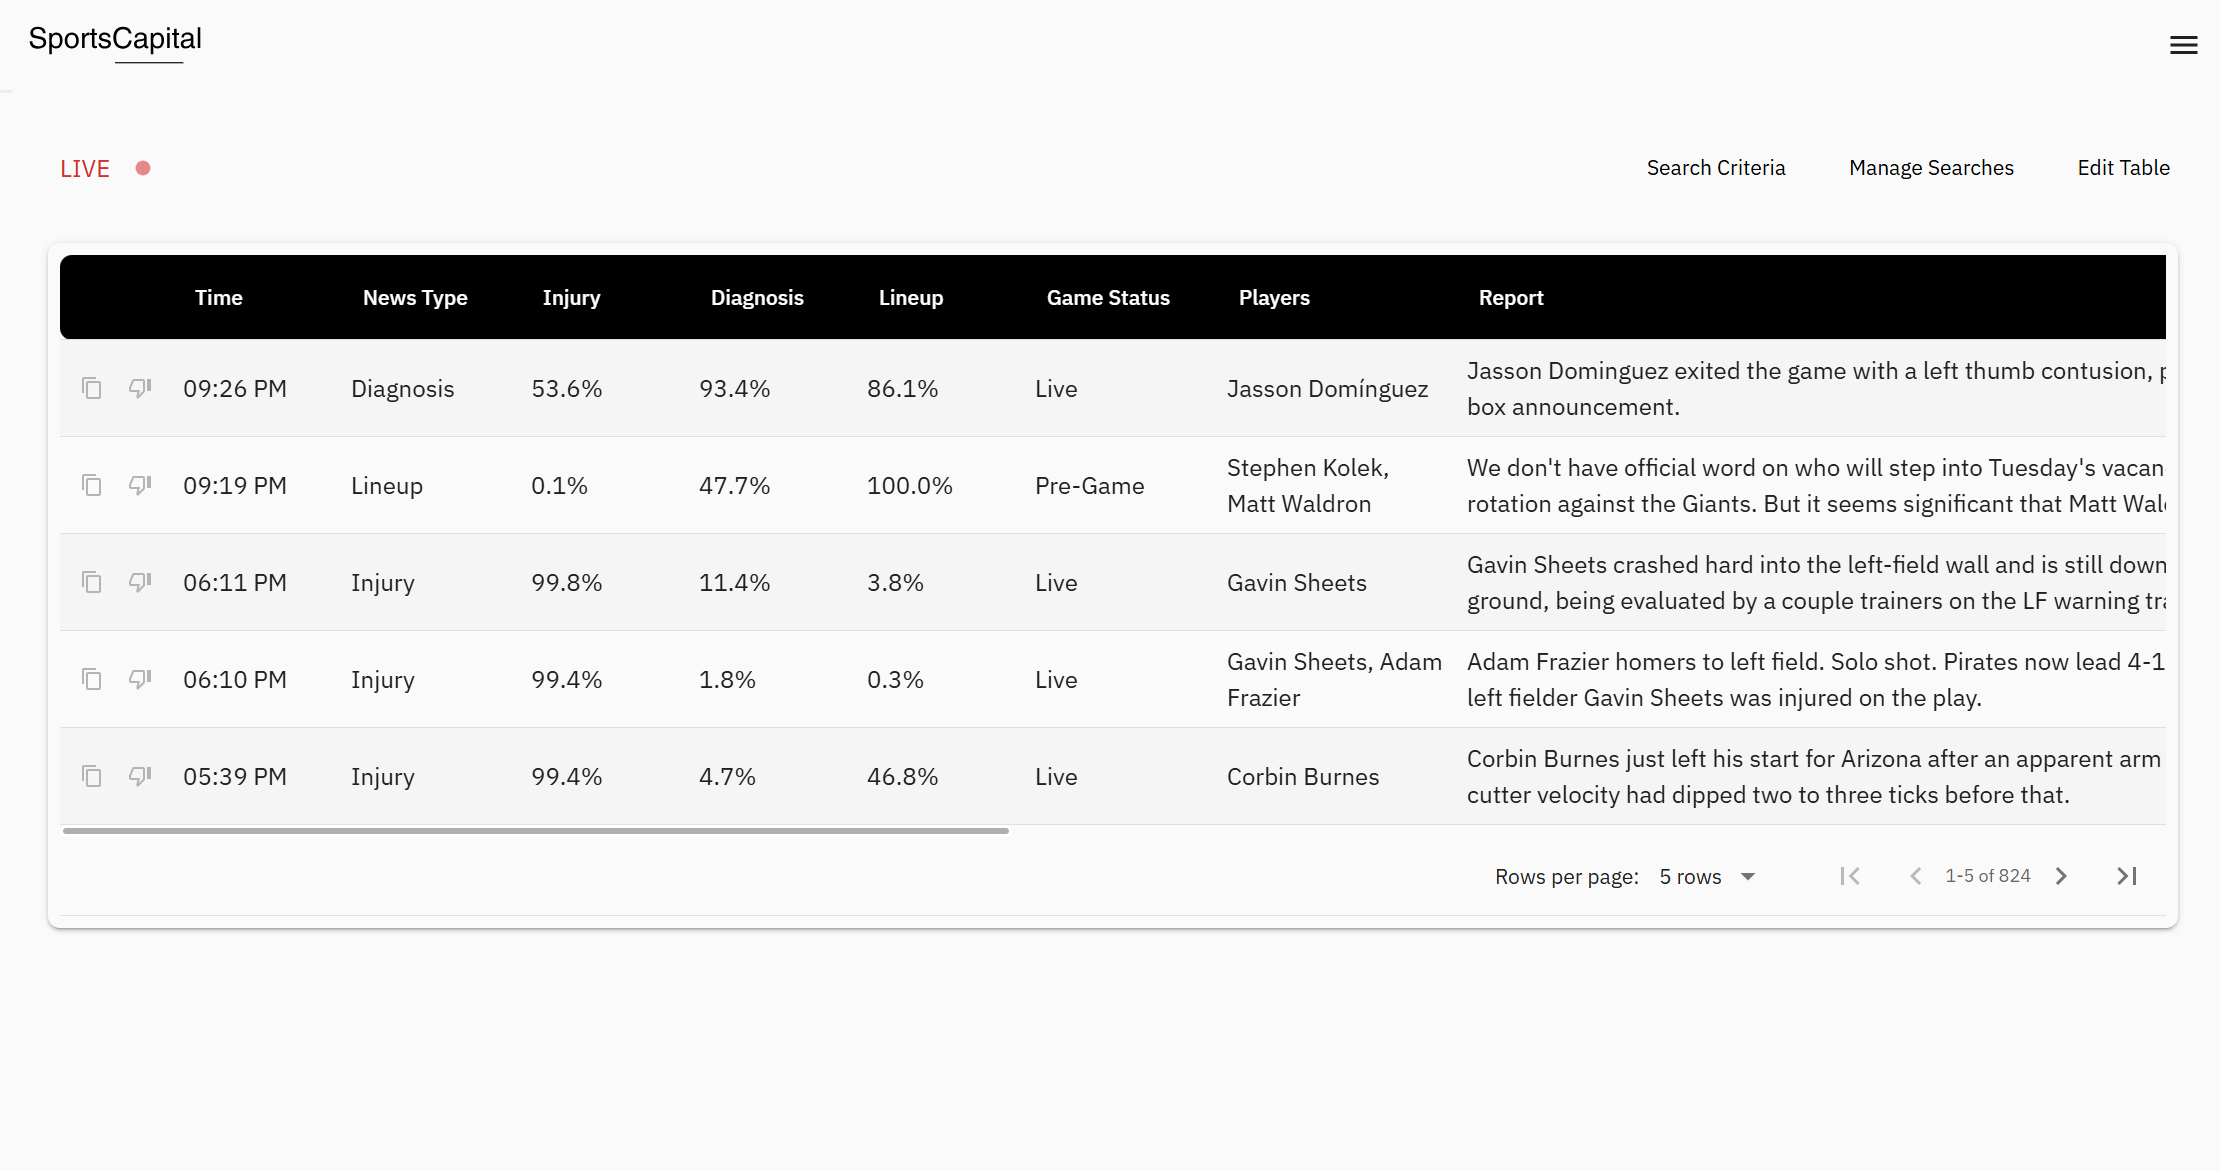 SportsCapital
LIVE
Search Criteria Manage Searches Edit Table
Time News Type Injury Diagnosis Lineup Game Status Players Report
09:26 PM Diagnosis 53.6% 93.4% 86.1% Live Jasson Domínguez
Jasson Dominguez exited the game with a left thumb contusion,
box announcement.
09:19 PM Lineup 0.1% 47.7% 100.0% Pre-Game
Stephen Kolek,
Matt Waldron
We don't have official word on who will step into Tuesday's
rotation against the Giants. But it seems significant that Matt
06:11 PM Injury 99.8% 11.4% 3.8% Live Gavin Sheets
Gavin Sheets crashed hard into the left-field wall and is still down
ground, being evaluated by a couple trainers on the LF warning
06:10 PM Injury 99.4% 1.8% 0.3% Live
Gavin Sheets, Adam
Frazier
Adam Frazier homers to left field. Solo shot. Pirates now lead 4-1
left fielder Gavin Sheets was injured on the play.
05:39 PM Injury 99.4% 4.7% 46.8% Live Corbin Burnes
Corbin Burnes just left his start for Arizona after an apparent arm
cutter velocity had dipped two to three ticks before that.
Rows per page: 5 rows 1-5 of 824